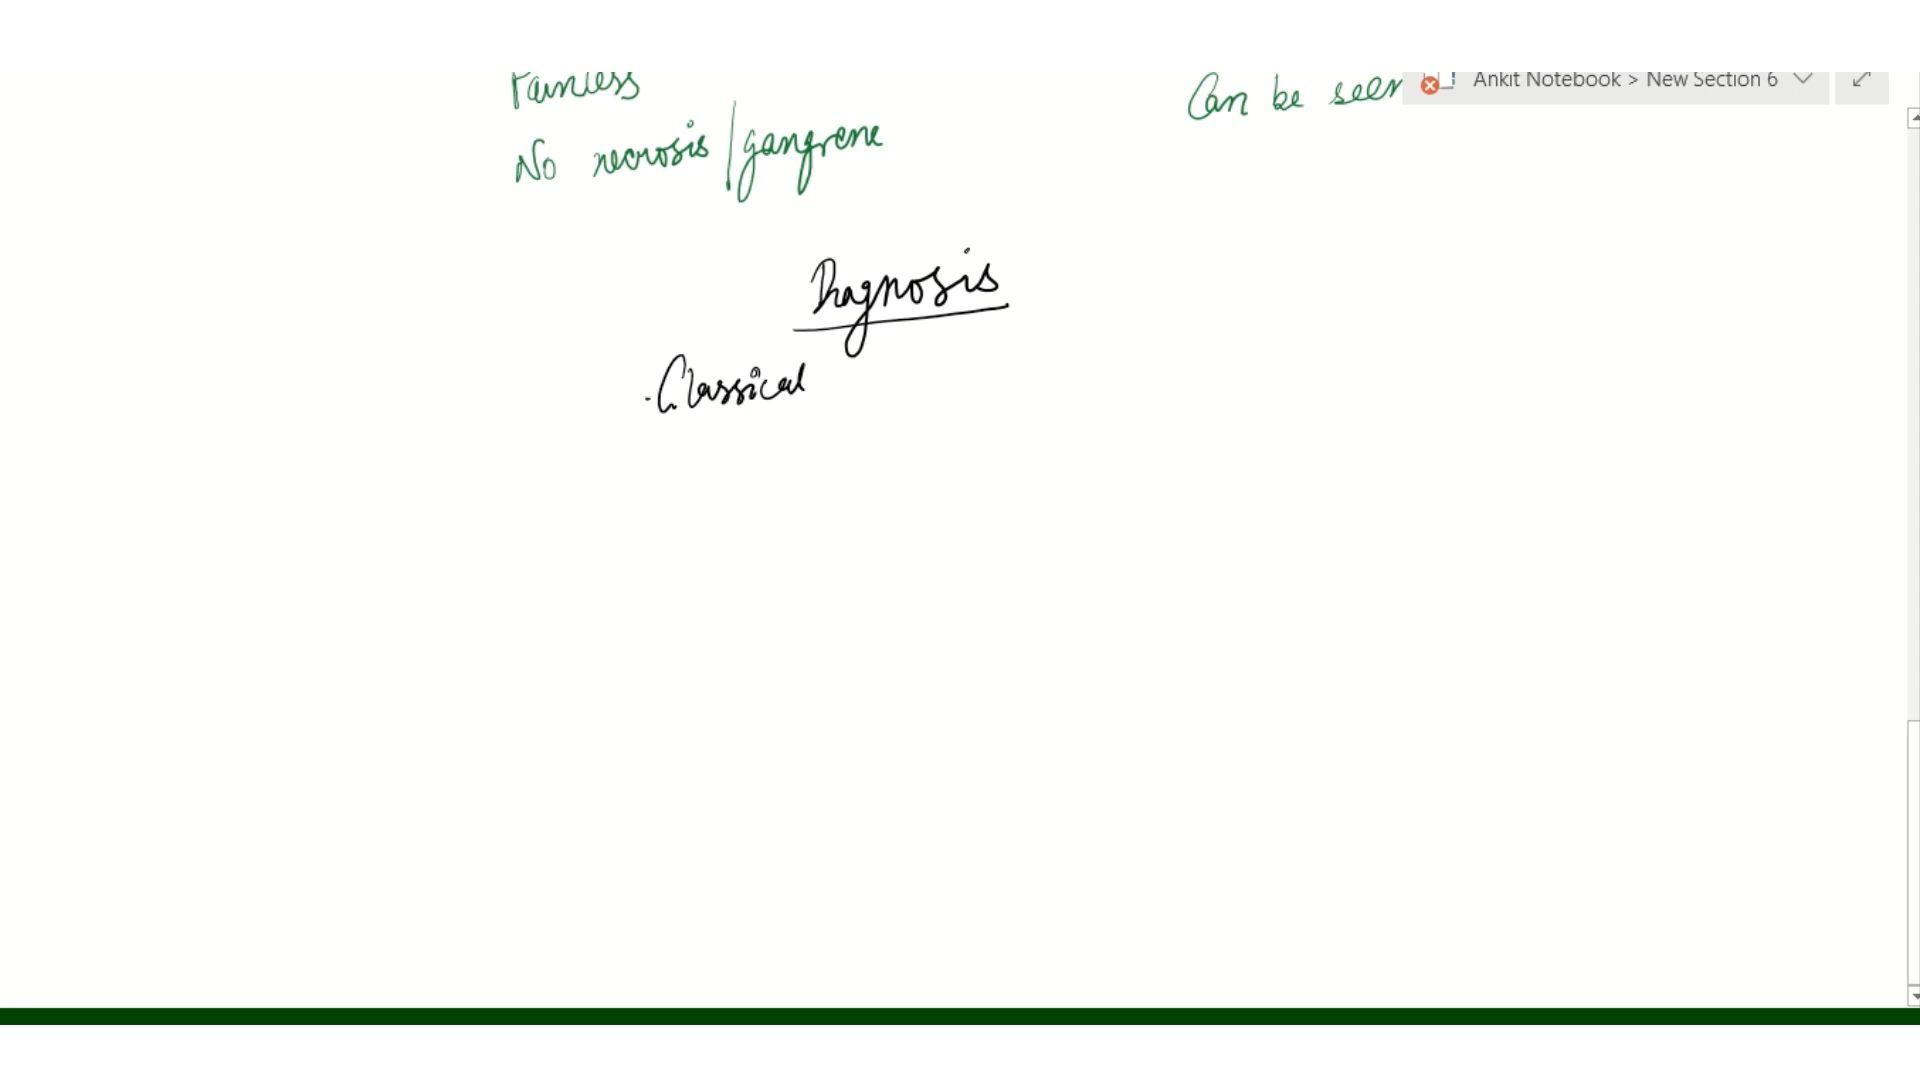 Painless
Can be seen
Ankit Notebook > New Section 6
No necrosis/gangrene
Diagnosis
. Classical